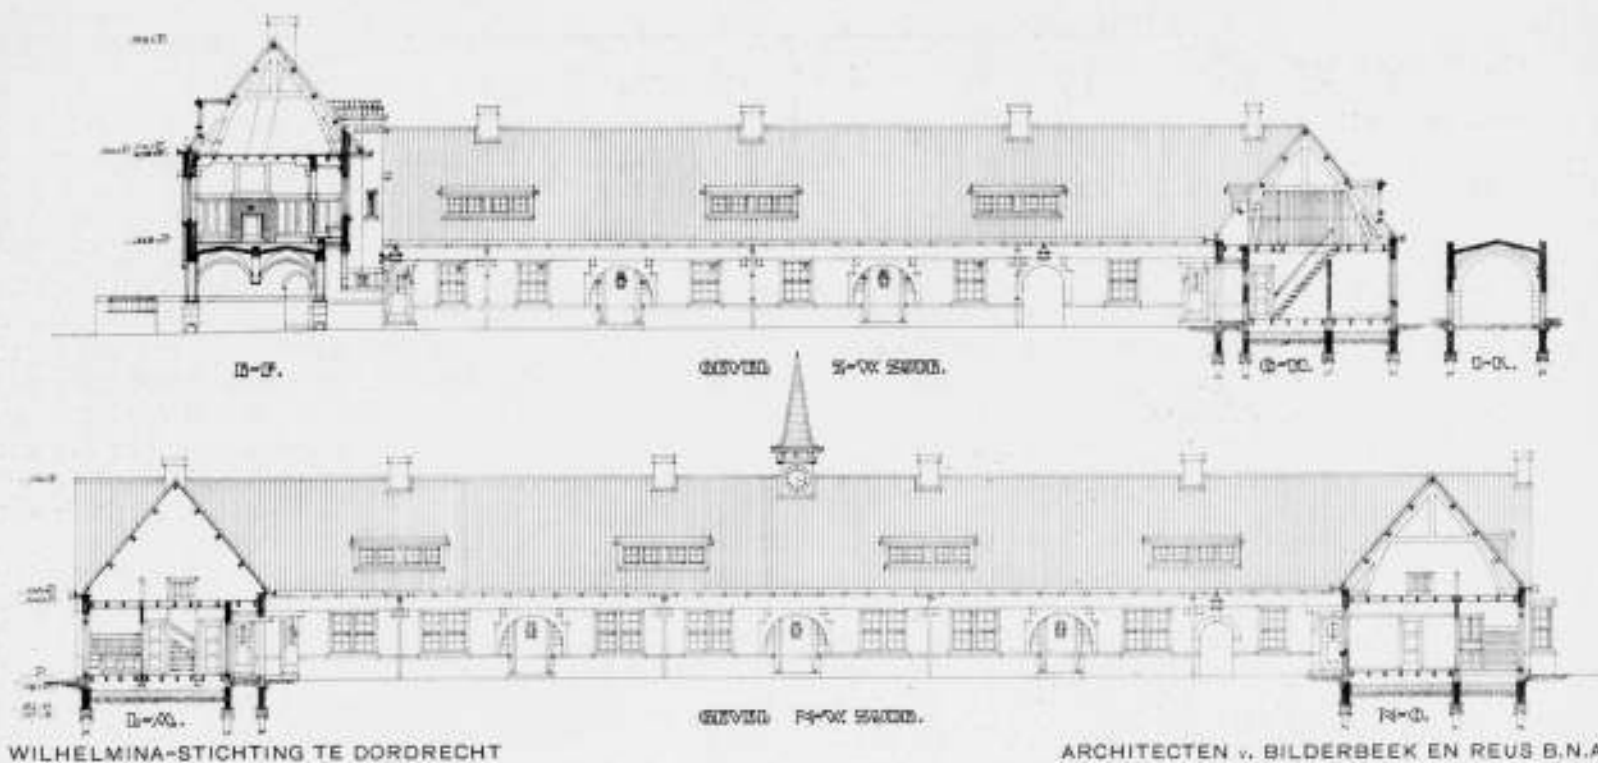 E-F.
GEVEL Z-W ZIJDE.
G-H.
I-K.
L-M.
GEVEL N-W ZIJDE.
N-O.
WILHELMINA-STICHTING TE DORDRECHT
ARCHITECTEN v. BILDERBEEK EN REUS B.N.A